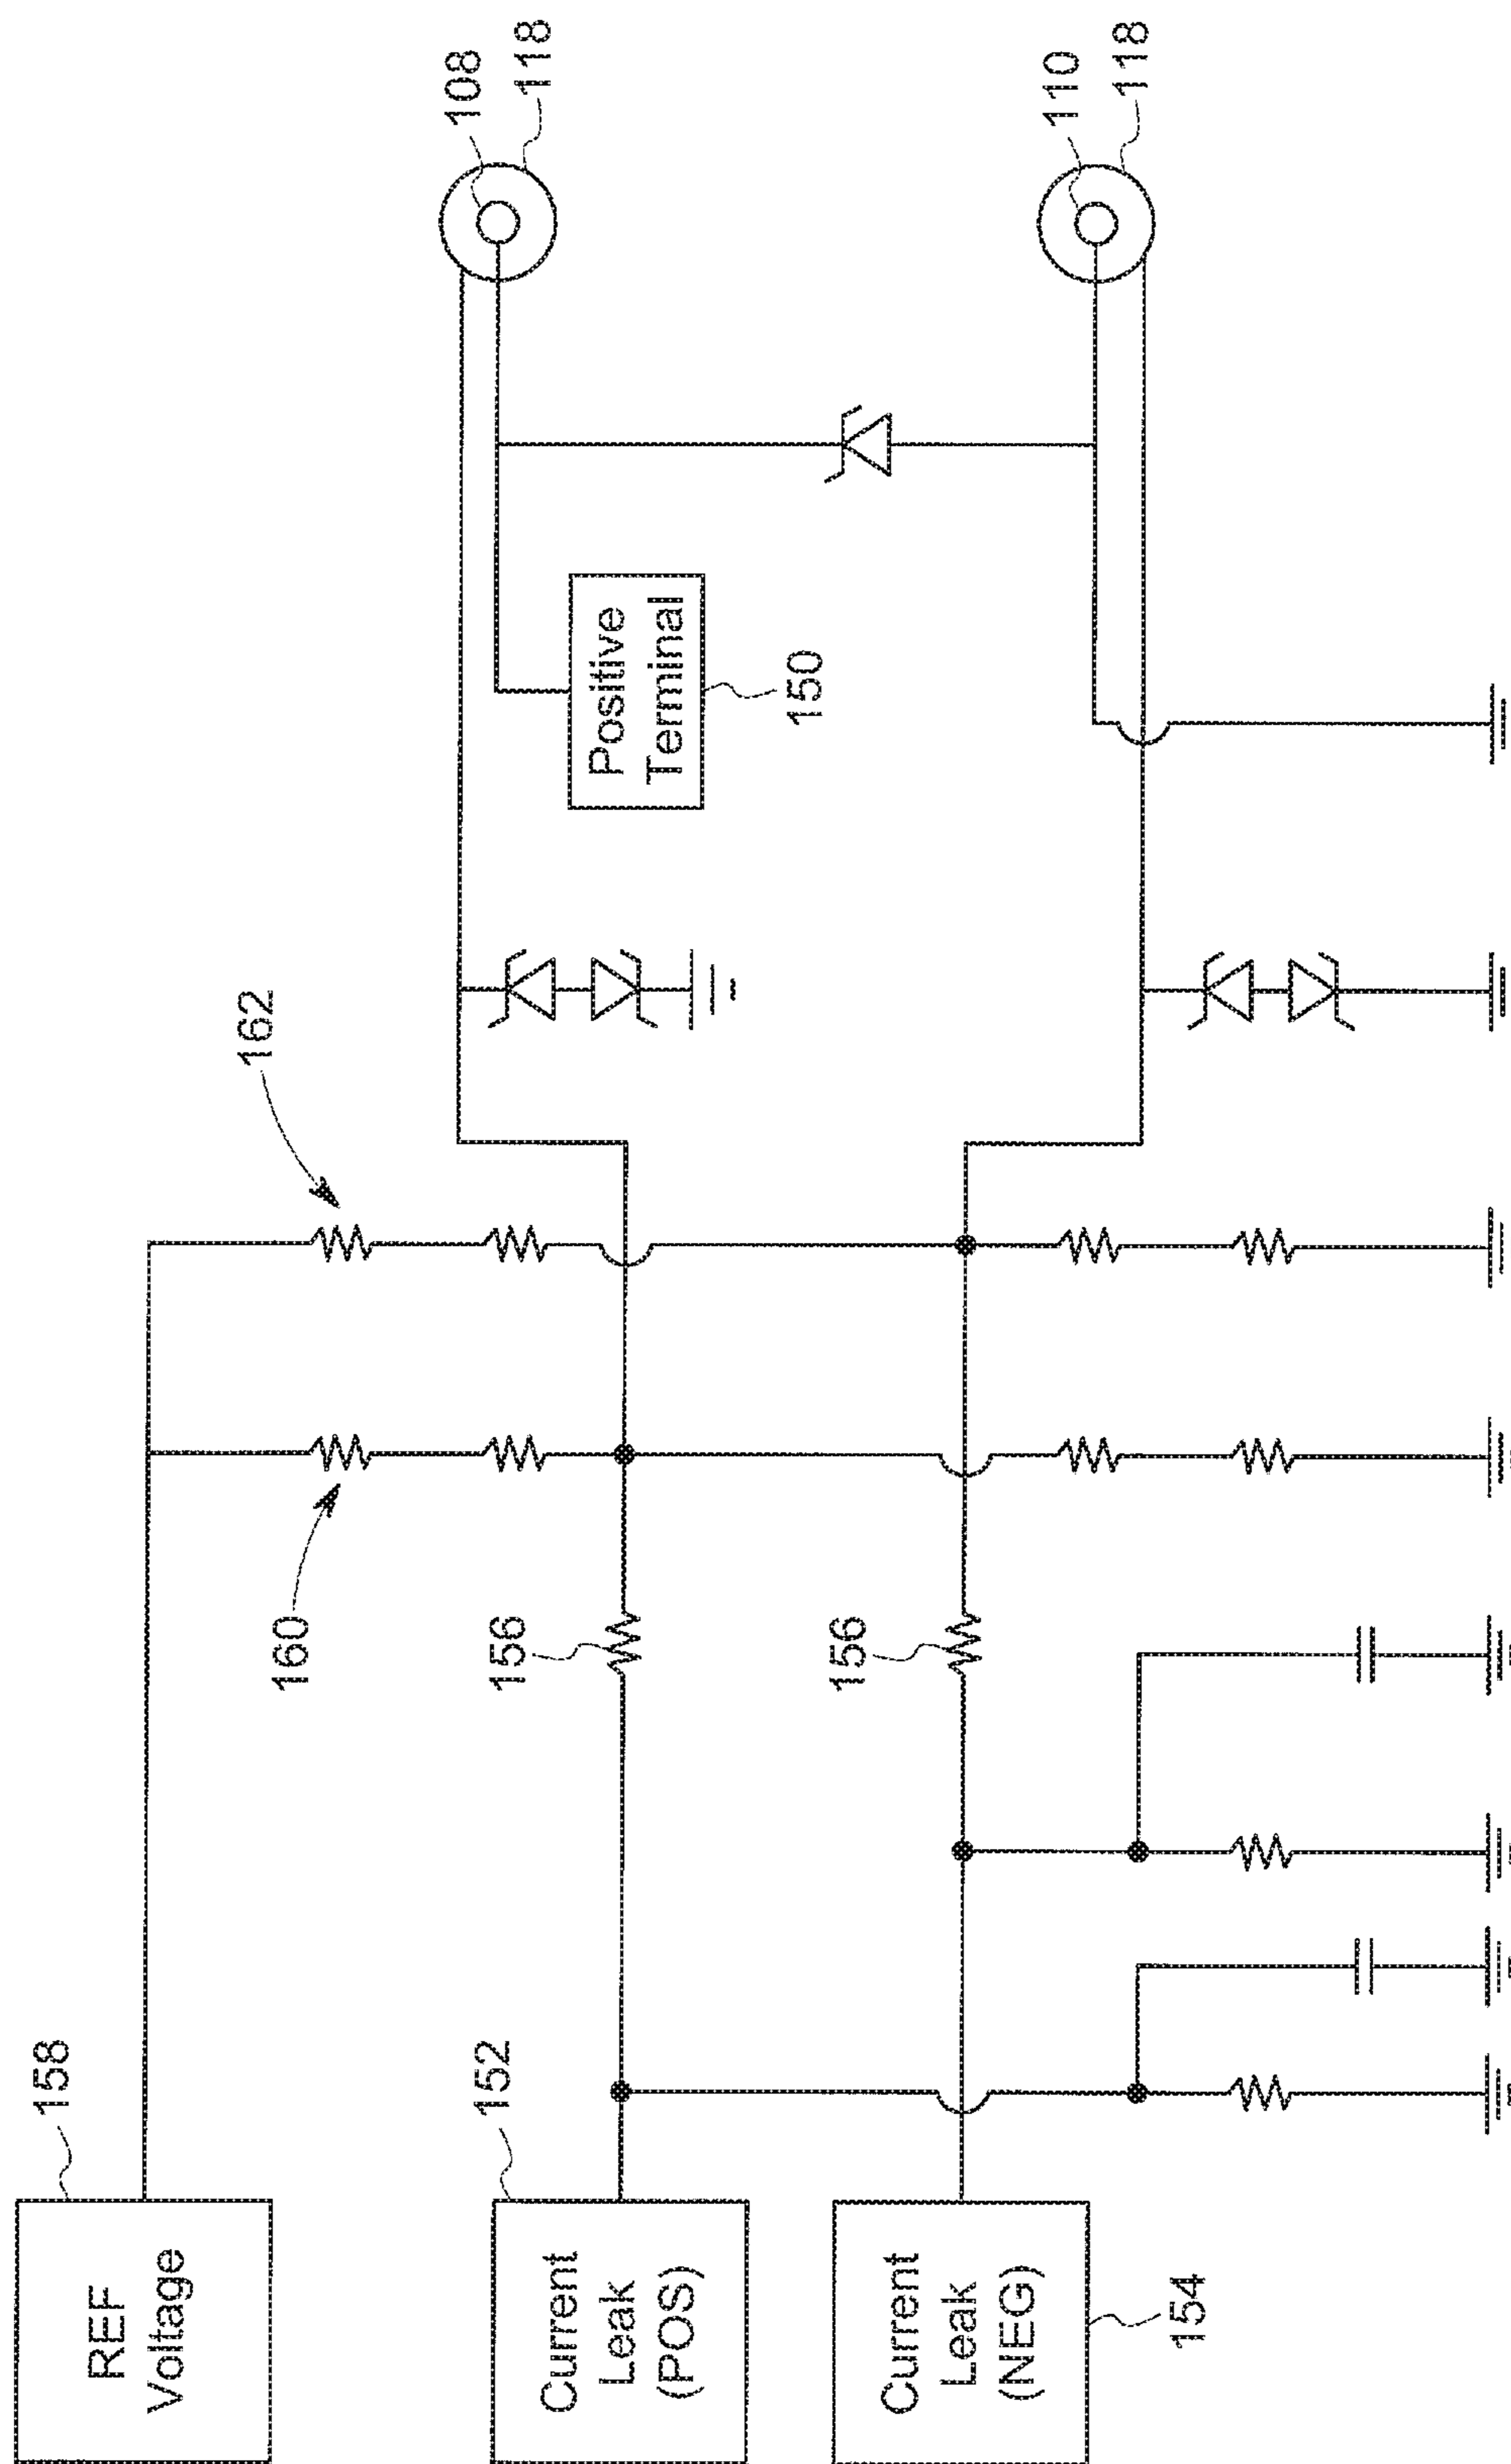 108
118
110
118
Positive
Terminal
150
162
160
156
156
158
REF
Voltage
152
Current
Leak
(POS)
Current
Leak
(NEG)
154